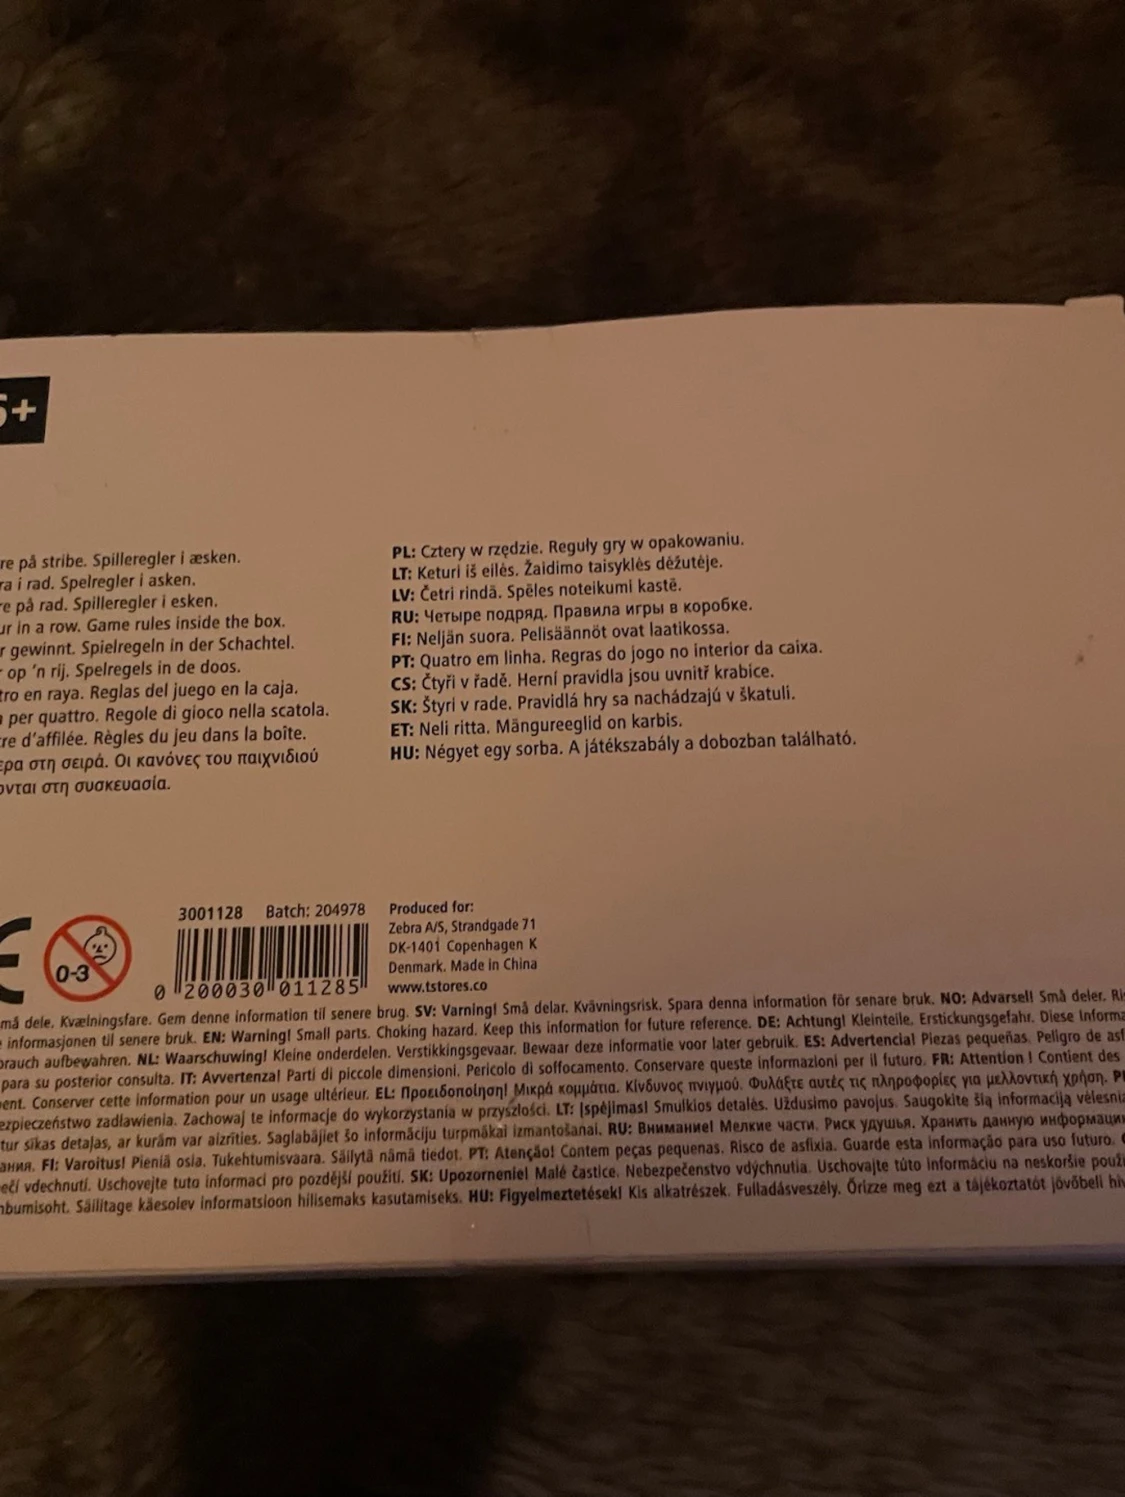 5+
på stribe. Spilleregler i æsken.
i rad. Spelregler i asken.
på rad. Spilleregler i esken.
in a row. Game rules inside the box.
gewinnt. Spielregeln in der Schachtel.
op 'n rij. Spelregels in de doos.
en raya. Reglas del juego en la caja.
per quattro. Regole di gioco nella scatola.
d'affilée. Règles du jeu dans la boîte.
στη σειρά. Οι κανόνες του παιχνιδιού
στη συσκευασία.
PL: Cztery w rzędzie. Reguły gry w opakowaniu.
LT: Keturi iš eilės. Žaidimo taisyklės dėžutėje.
LV: Četri rindā. Spēles noteikumi kastē.
RU: Четыре подряд. Правила игры в коробке.
FI: Neljän suora. Pelisäännöt ovat laatikossa.
PT: Quatro em linha. Regras do jogo no interior da caixa.
CS: Čtyři v řadě. Herní pravidla jsou uvnitř krabice.
SK: Štyri v rade. Pravidlá hry sa nachádzajú v škatuli.
ET: Neli ritta. Mängureeglid on karbis.
HU: Négyet egy sorba. A játékszabály a dobozban található.
CE
0-3
3001128 Batch: 204978
0 200030 011285
Produced for:
Zebra A/S, Strandgade 71
DK-1401 Copenhagen K
Denmark. Made in China
www.tstores.co
må dele. Kvælningsfare. Gem denne information til senere brug. SV: Varning! Små delar. Kvävningsrisk. Spara denna information för senare bruk. NO: Advarsel! Små deler.
informasjonen til senere bruk. EN: Warning! Small parts. Choking hazard. Keep this information for future reference. DE: Achtung! Kleinteile. Erstickungsgefahr. Diese
aufbewahren. NL: Waarschuwing! Kleine onderdelen. Verstikkingsgevaar. Bewaar deze informatie voor later gebruik. ES: Advertencia! Piezas pequeñas. Peligro de
para su posterior consulta. IT: Avvertenza! Parti di piccole dimensioni. Pericolo di soffocamento. Conservare queste informazioni per il futuro. FR: Attention ! Contient des
Conserver cette information pour un usage ultérieur. EL: Προειδοποίηση! Μικρά κομμάτια. Κίνδυνος πνιγμού. Φυλάξτε αυτές τις πληροφορίες για μελλοντική χρήση.
zadławienia. Zachowaj te informacje do wykorzystania w przyszłości. LT: Įspėjimas! Smulkios detalės. Uždusimo pavojus. Saugokite šią informaciją
sīkas detaļas, ar kurām var aizrīties. Saglabājiet šo informāciju turpmākai izmantošanai. RU: Внимание! Мелкие части. Риск удушья. Хранить данную
FI: Varoitus! Pieniä osia. Tukehtumisvaara. Säilytä nämä tiedot. PT: Atenção! Contem peças pequenas. Risco de asfixia. Guarde esta informação para uso futuro.
vdechnutí. Uschovejte tuto informaci pro pozdější použití. SK: Upozornenie! Malé častice. Nebezpečenstvo vdýchnutia. Uschovajte túto informáciu na neskoršie
Säilitage käesolev informatsioon hilisemaks kasutamiseks. HU: Figyelmeztetések! Kis alkatrészek. Fulladásveszély. Őrizze meg ezt a tájékoztatót jövőbeli